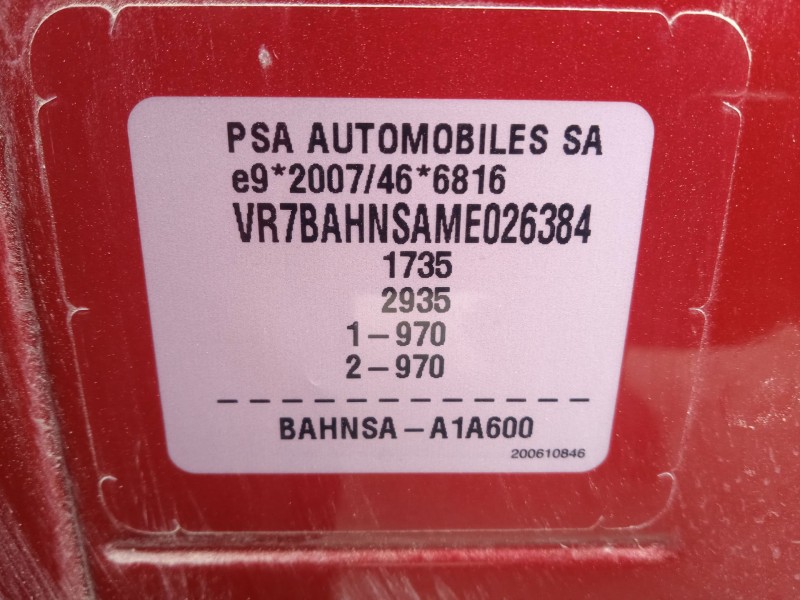 PSA AUTOMOBILES SA
e9*2007/46*6816
VR7BAHNSAME026384
1735
2935
1-970
2-970
BAHNSA-A1A600
200610846